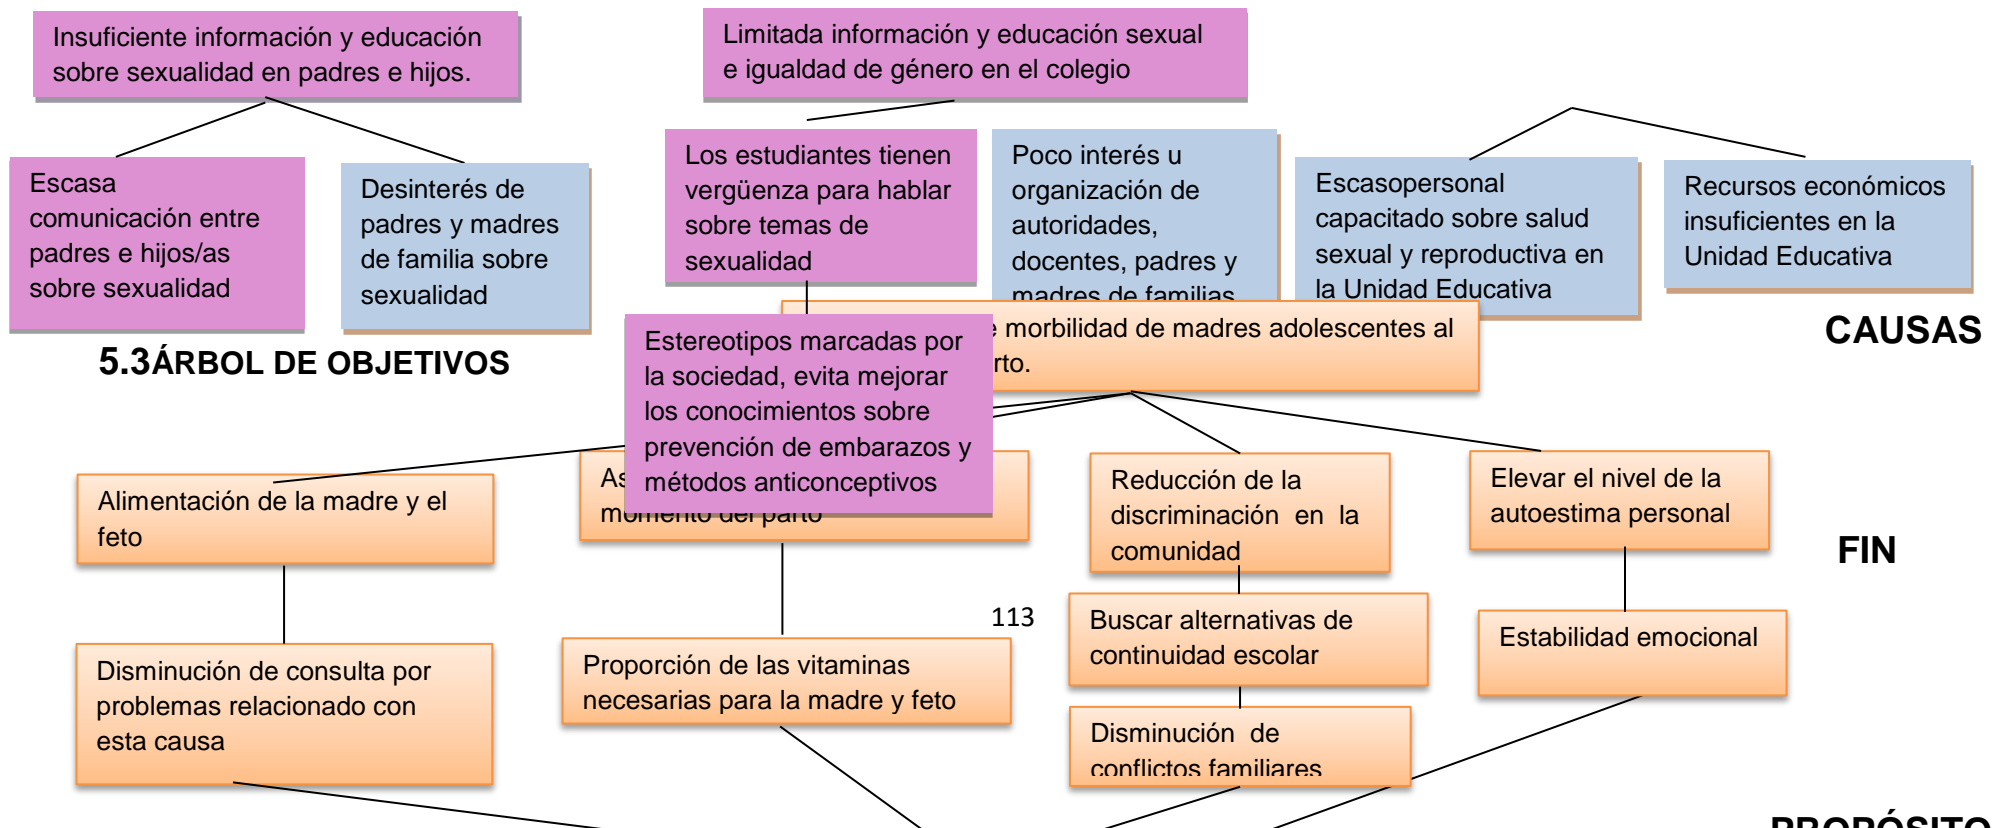 Insuficiente información y educación
sobre sexualidad en padres e hijos.
Limitada información y educación sexual
e igualdad de género en el colegio
Escasa
comunicación entre
padres e hijos/as
sobre sexualidad
Desinterés de
padres y madres
de familia sobre
sexualidad
Los estudiantes tienen
vergüenza para hablar
sobre temas de
sexualidad
Poco interés u
organización de
autoridades,
docentes, padres y
madres de familias
Escasopersonal
capacitado sobre salud
sexual y reproductiva en
la Unidad Educativa
Recursos económicos
insuficientes en la
Unidad Educativa
CAUSAS
5.3ÁRBOL DE OBJETIVOS
morbilidad de madres adolescentes al
Estereotipos marcadas por
la sociedad, evita mejorar
los conocimientos sobre
prevención de embarazos y
métodos anticonceptivos
Alimentación de la madre y el
feto
momento del parto
Reducción de la
discriminación en la
comunidad
Elevar el nivel de la
autoestima personal
FIN
113
Disminución de consulta por
problemas relacionado con
esta causa
Proporción de las vitaminas
necesarias para la madre y feto
Buscar alternativas de
continuidad escolar
Disminución de
conflictos familiares
Estabilidad emocional
PROPÓSITO